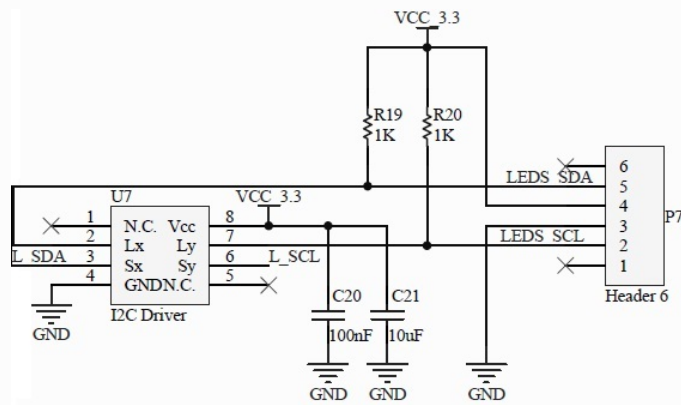 VCC_3.3
R19
1K
R20
1K
6
LEDS_SDA
5
4
P7
3
LEDS_SCL
2
1
Header 6
U7
VCC_3.3
1
N.C.
Vcc
8
2
Lx
Ly
7
L_SDA
3
Sx
Sy
6
L_SCL
4
GND
N.C.
5
I2C Driver
GND
C20
100nF
C21
10uF
GND
GND
GND